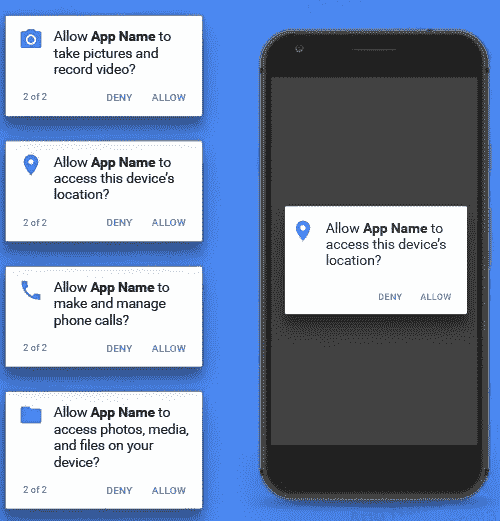 Allow App Name to
take pictures and
record video?
2 of 2 DENY ALLOW
Allow App Name to
access this device's
location?
2 of 2 DENY ALLOW
Allow App Name to
make and manage
phone calls?
2 of 2 DENY ALLOW
Allow App Name to
access photos, media,
and files on your
device?
2 of 2 DENY ALLOW
Allow App Name to
access this device's
location?
DENY ALLOW